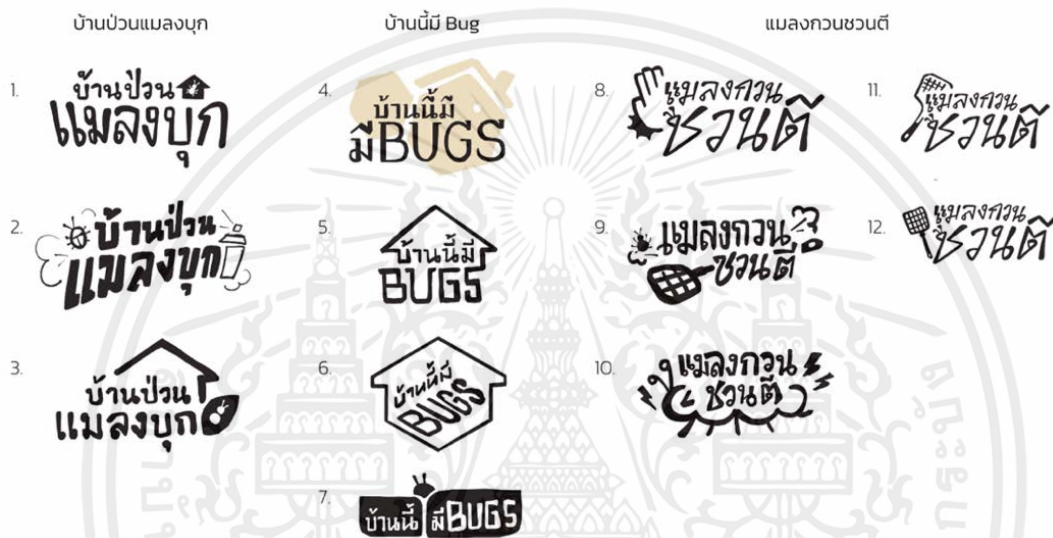 บ้านป่วนแมลงบุก
1.
บ้านป่วน
แมลงบุก
2.
บ้านป่วน
แมลงบุก
3.
บ้านป่วน
แมลงบุก
บ้านนี้มี Bug
4.
บ้านนี้มี
มีBUGS
5.
บ้านนี้มี
BUGS
6.
บ้านนี้มี
BUGS
7.
บ้านนี้ มีBUGS
แมลงกวนชวนตี
8.
แมลงกวน
ชวนตี
9.
แมลงกวน
ชวนตี
10.
แมลงกวน
ชวนตี
11.
แมลงกวน
ชวนตี
12.
แมลงกวน
ชวนตี